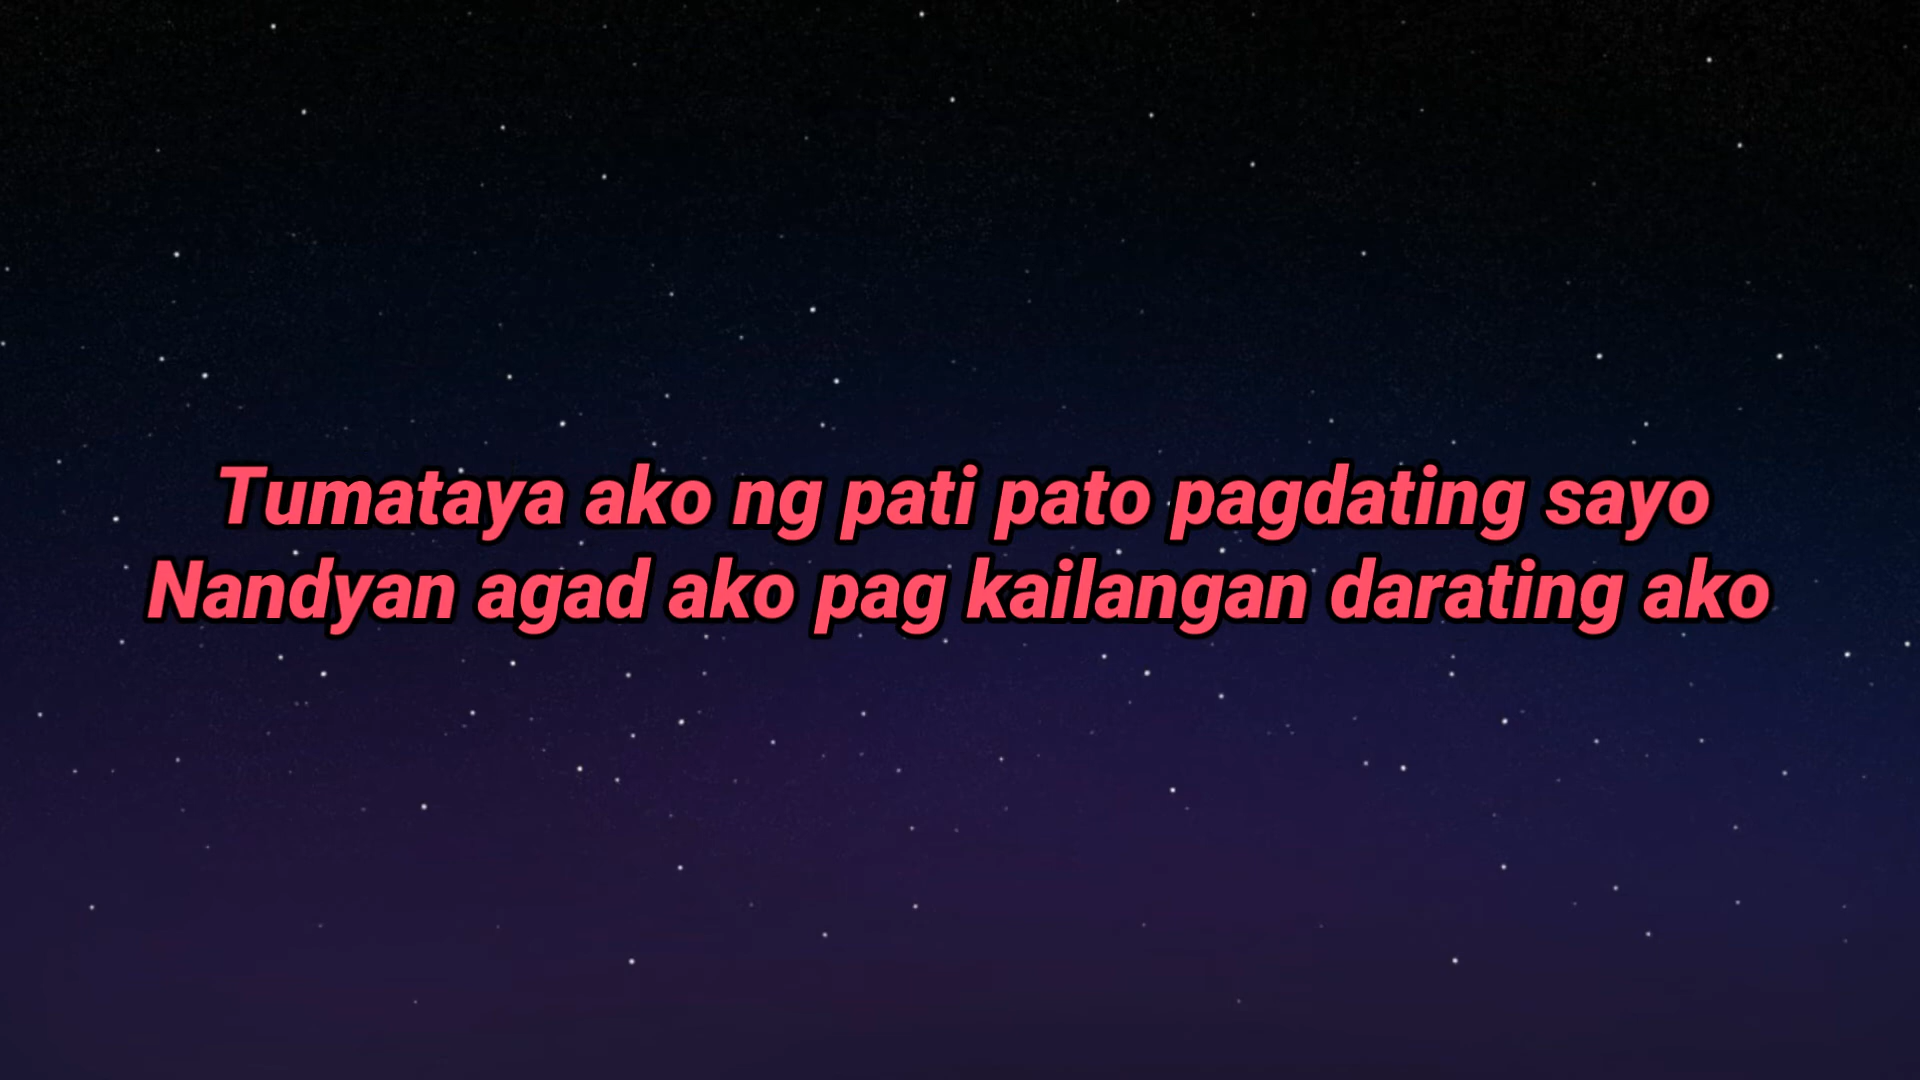 Tumataya ako ng pati pato pagdating sayo
Nandyan agad ako pag kailangan darating ako